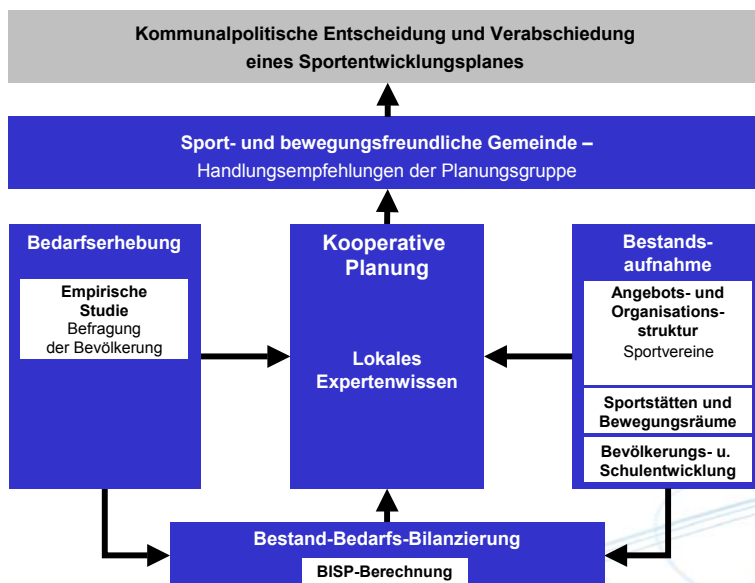 Kommunalpolitische Entscheidung und Verabschiedung
eines Sportentwicklungsplanes
Sport- und bewegungsfreundliche Gemeinde –
Handlungsempfehlungen der Planungsgruppe
Bedarfserhebung
Empirische
Studie
Befragung
der Bevölkerung
Kooperative
Planung
Lokales
Expertenwissen
Bestands-
aufnahme
Angebots- und
Organisations-
struktur
Sportvereine
Sportstätten und
Bewegungsräume
Bevölkerungs- u.
Schulentwicklung
Bestand-Bedarfs-Bilanzierung
BISP-Berechnung